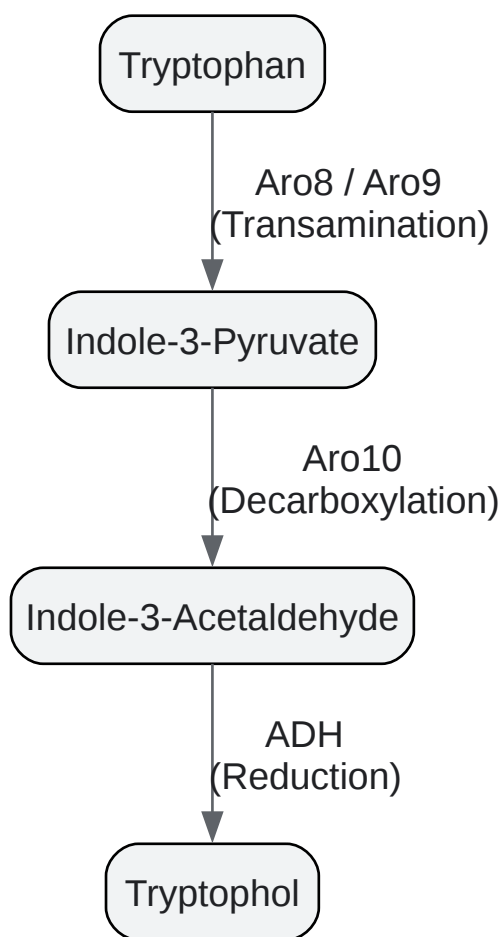 Tryptophan
Aro8 / Aro9
(Transamination)
Indole-3-Pyruvate
Aro10
(Decarboxylation)
Indole-3-Acetaldehyde
ADH
(Reduction)
Tryptophol